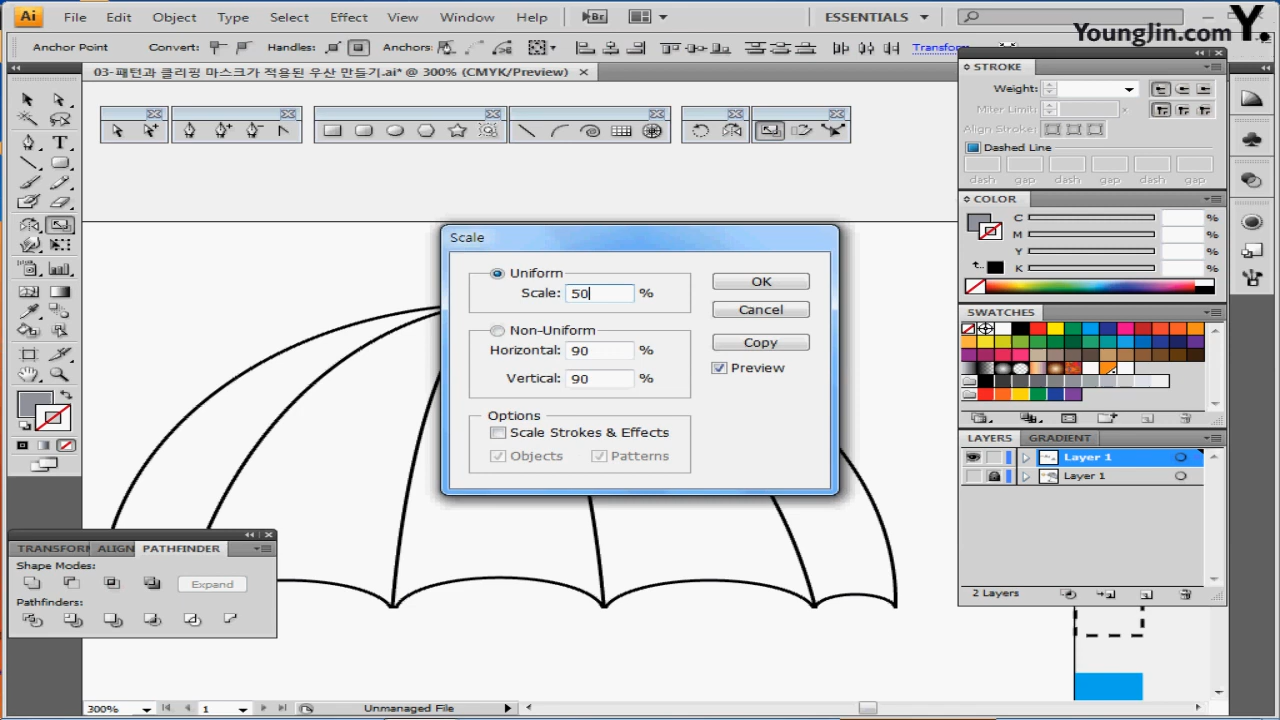 Ai File Edit Object Type Select Effect View Window Help Br ESSENTIALS
YoungJin.com Y.
Anchor Point Convert: Handles: Anchors: Transform
03-패턴과 클리핑 마스크가 적용된 우산 만들기.ai* @ 300% (CMYK/Preview)
STROKE
Weight:
Miter Limit: x
Align Stroke:
Dashed Line
dash gap dash gap dash gap
COLOR
C %
M %
Y %
K %
SWATCHES
LAYERS GRADIENT
Layer 1
Layer 1
2 Layers
Scale
Uniform
Scale: 50 %
Non-Uniform
Horizontal: 90 %
Vertical: 90 %
Options
Scale Strokes & Effects
Objects Patterns
OK
Cancel
Copy
Preview
TRANSFORM ALIGN PATHFINDER
Shape Modes:
Expand
Pathfinders:
300% 1 Unmanaged File